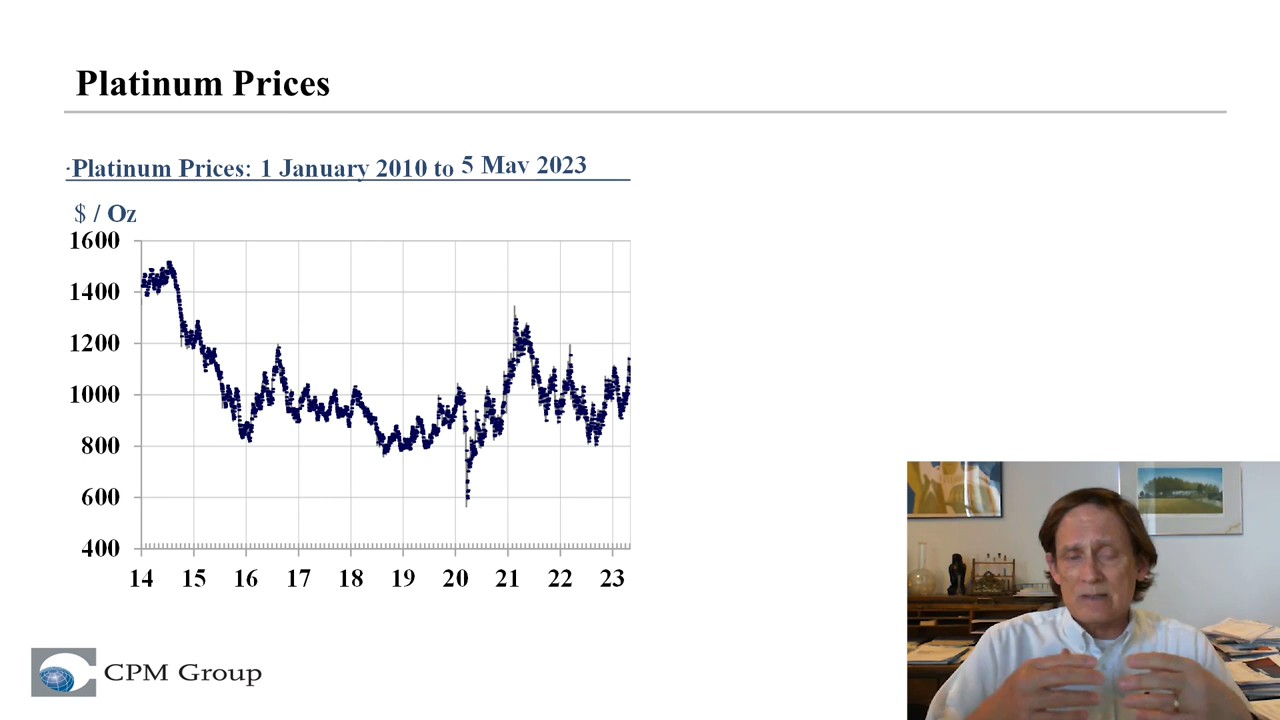 Platinum Prices
·Platinum Prices: 1 January 2010 to 5 May 2023
$ / Oz
1600
1400
1200
1000
800
600
400
14 15 16 17 18 19 20 21 22 23
CPM Group